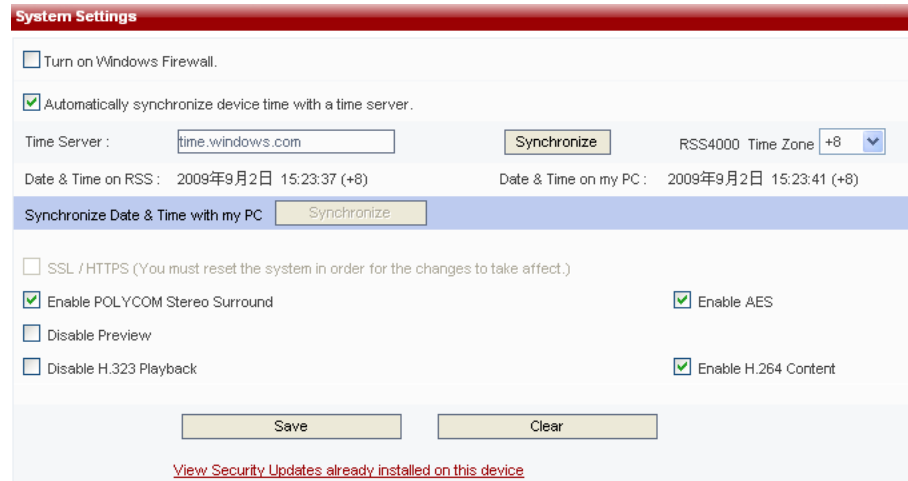 System Settings
Turn on Windows Firewall.
Automatically synchronize device time with a time server.
Time Server : time.windows.com Synchronize RSS4000 Time Zone +8
Date & Time on RSS : 2009年9月2日 15:23:37 (+8) Date & Time on my PC : 2009年9月2日 15:23:41 (+8)
Synchronize Date & Time with my PC Synchronize
SSL / HTTPS (You must reset the system in order for the changes to take affect.)
Enable POLYCOM Stereo Surround Enable AES
Disable Preview
Disable H.323 Playback Enable H.264 Content
Save Clear
View Security Updates already installed on this device